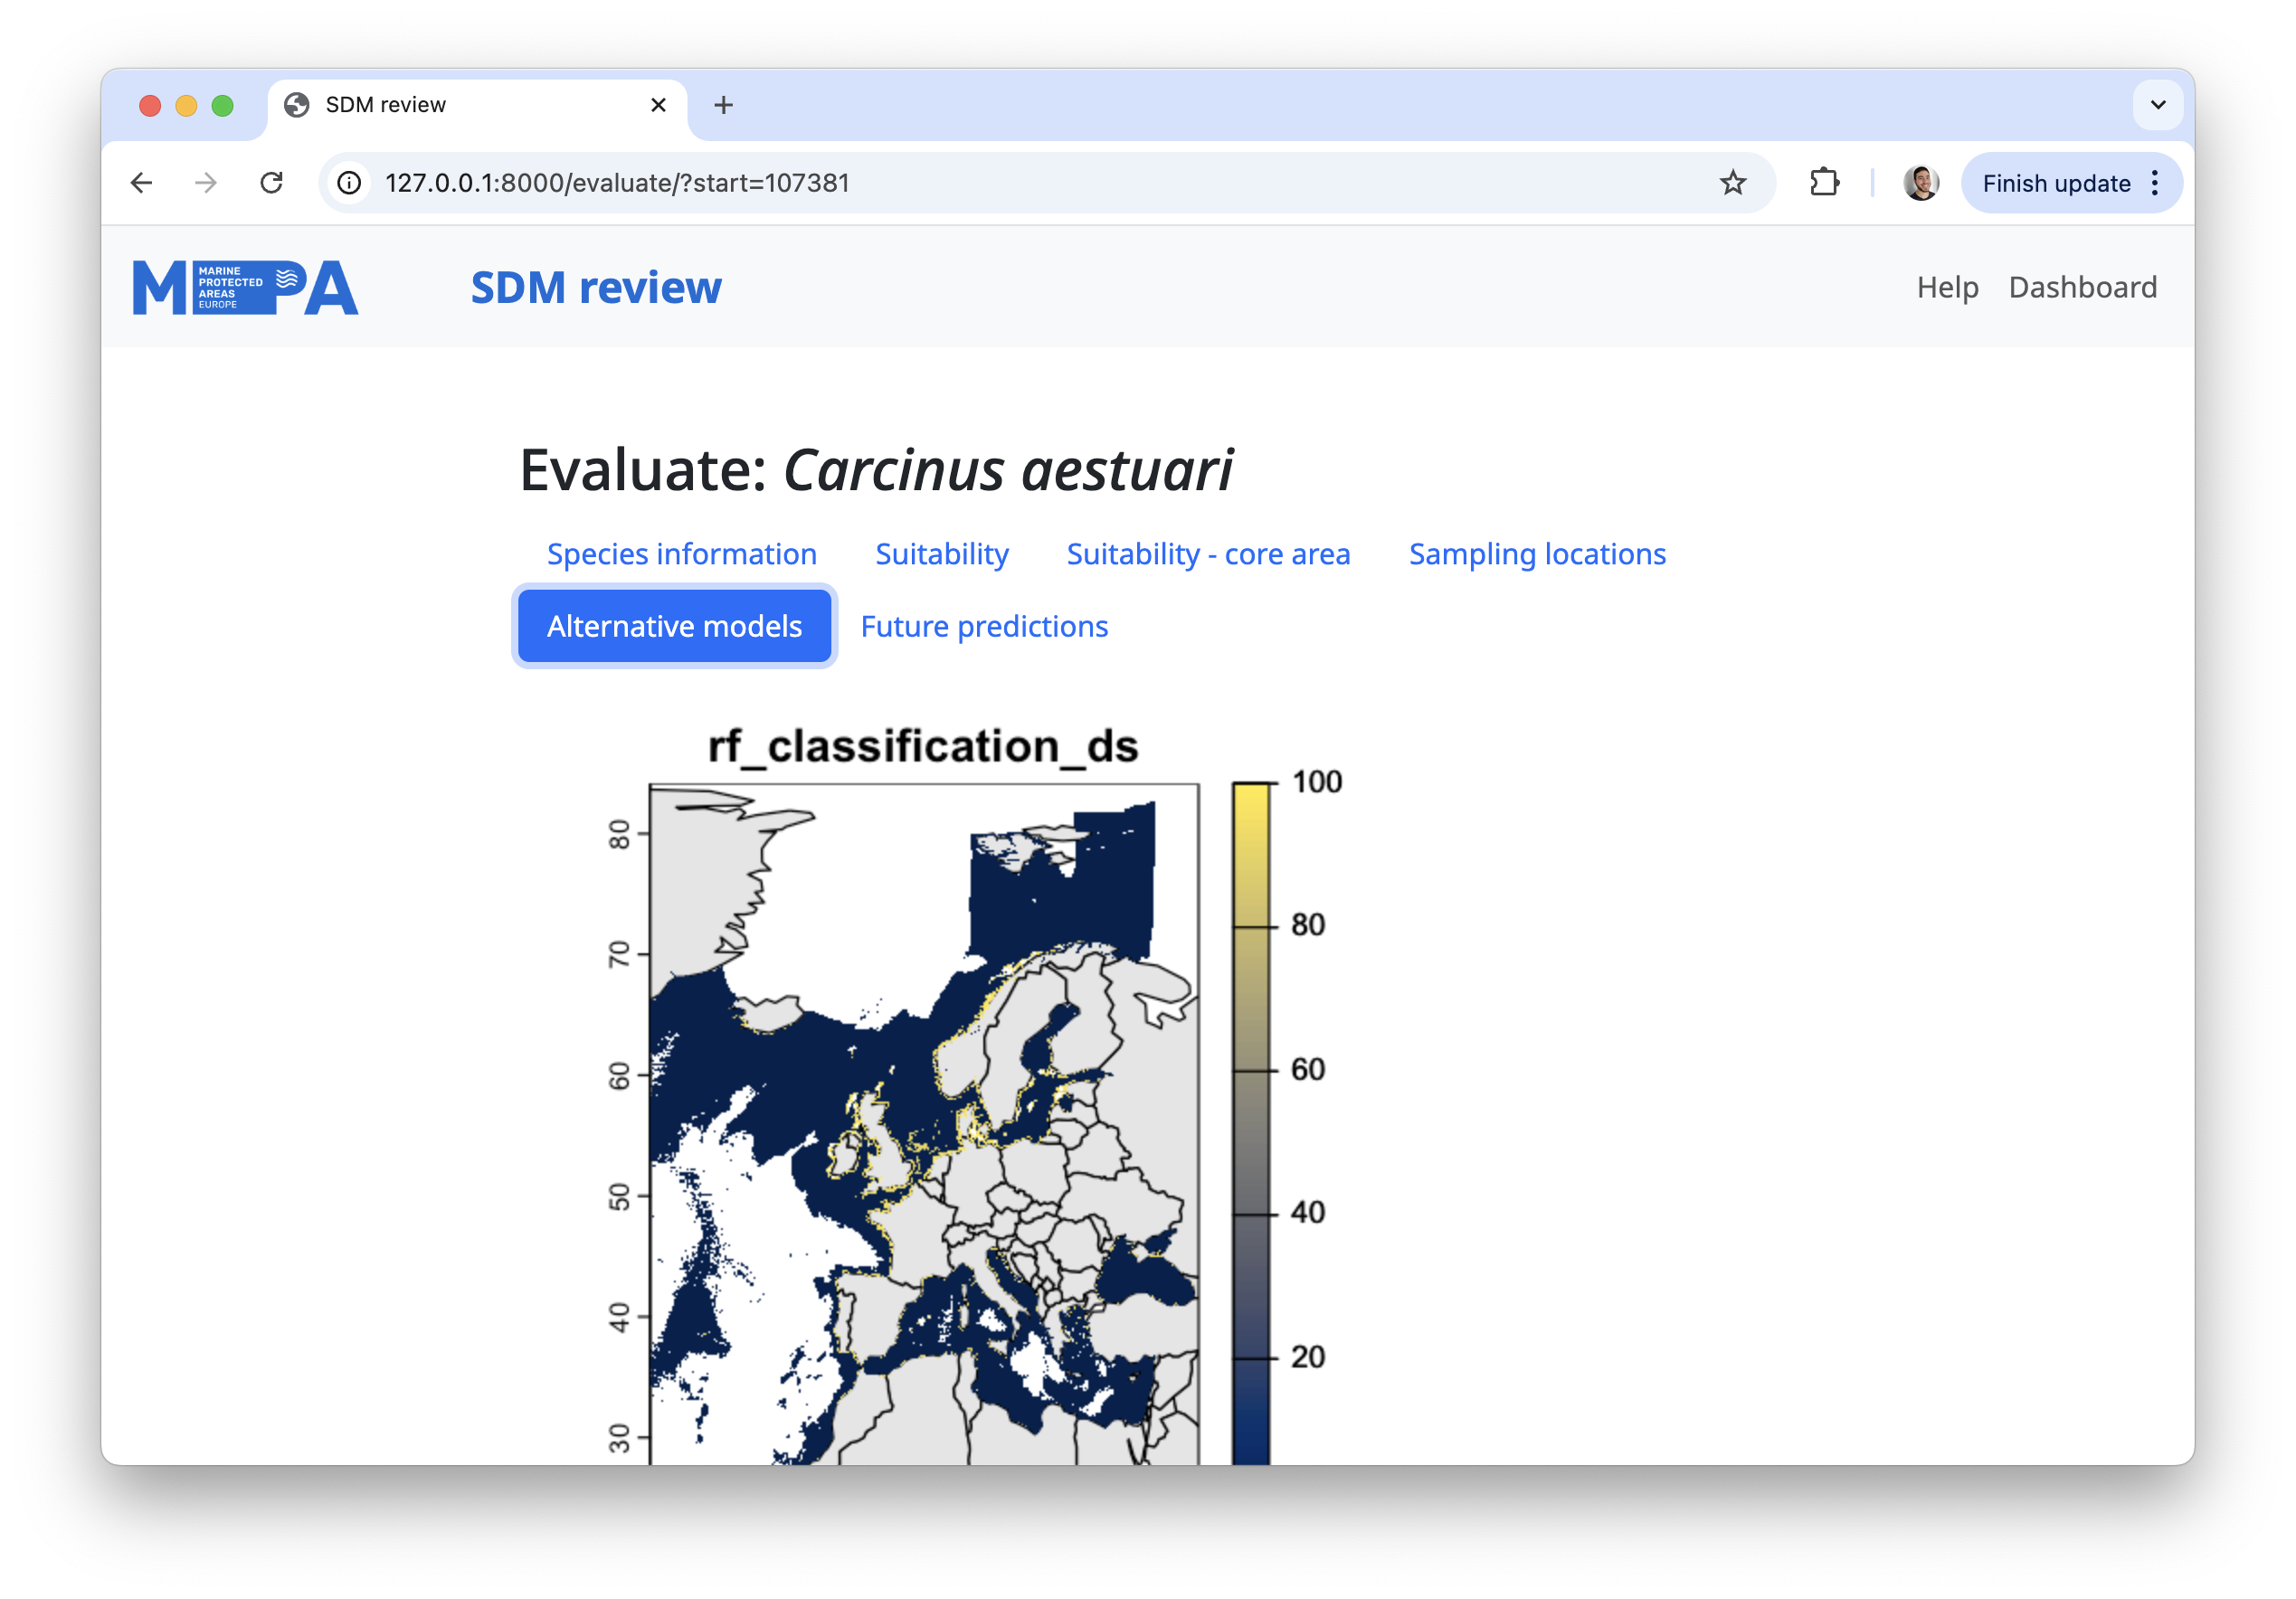 SDM review
127.0.0.1:8000/evaluate/?start=107381
Finish update
MPA
MARINE
PROTECTED
AREAS
EUROPE
SDM review
Help Dashboard
Evaluate: Carcinus aestuari
Species information Suitability Suitability - core area Sampling locations
Alternative models Future predictions
rf_classification_ds
100
80
60
40
20
80
70
60
50
40
30